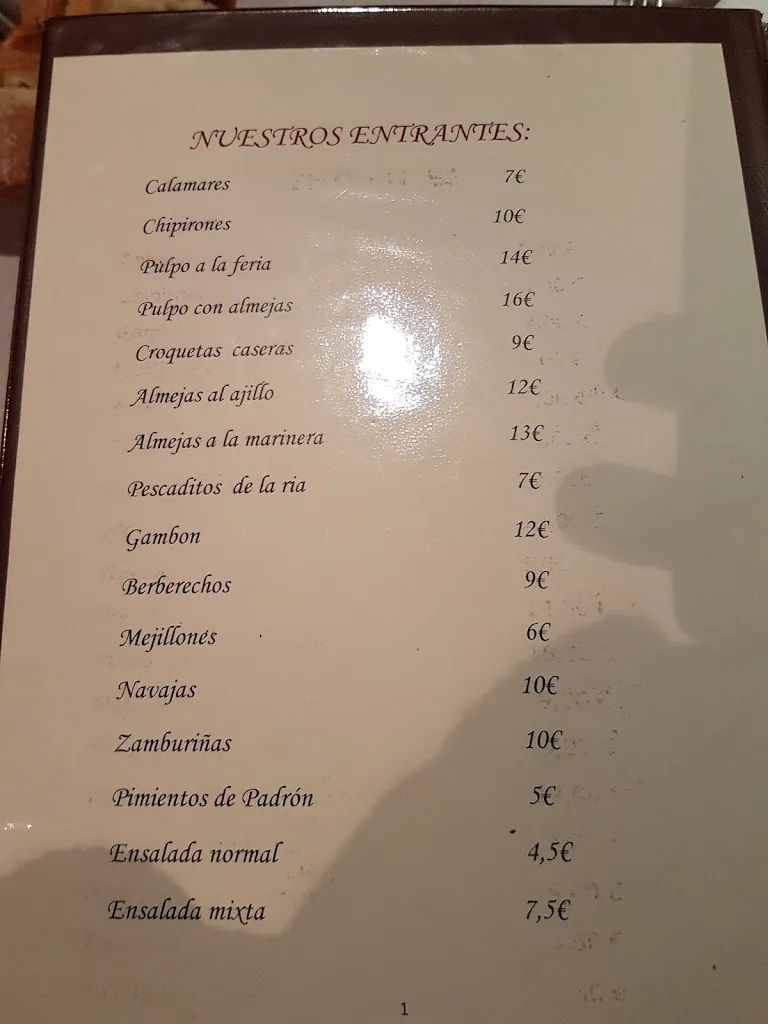 NUESTROS ENTRANTES:
Calamares 7€
Chipirones 10€
Pulpo a la feria 14€
Pulpo con almejas 16€
Croquetas caseras 9€
Almejas al ajillo 12€
Almejas a la marinera 13€
Pescaditos de la ria 7€
Gambon 12€
Berberechos 9€
Mejillones 6€
Navajas 10€
Zamburiñas 10€
Pimientos de Padrón 5€
Ensalada normal 4,5€
Ensalada mixta 7,5€
1